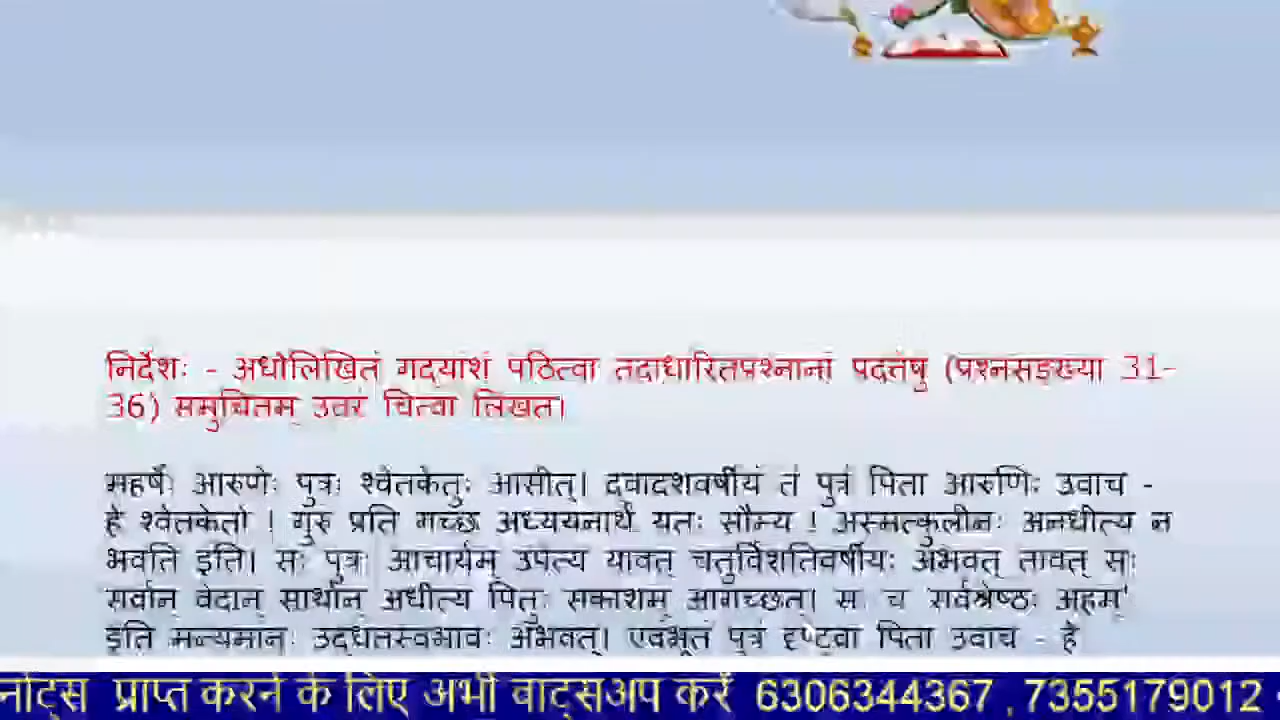 निर्देशः - अधोलिखितं गद्यांशं पठित्वा तदाधारितप्रश्नानां पदत्तेषु (प्रश्नसङ्ख्या 31-
36) समुचितम् उत्तरं चित्वा लिखत।
महर्षेः आरुणेः पुत्रः श्वेतकेतुः आसीत्। द्वादशवर्षीयं तं पुत्रं पिता आरुणिः उवाच -
हे श्वेतकेतो ! गुरुं प्रति गच्छ अध्ययनार्थं यतः सौम्य ! अस्मत्कुलीनः अनधीत्य न
भवति इति। सः पुत्रः आचार्यम् उपेत्य यावत् चतुर्विंशतिवर्षीयः अभवत् तावत् सः
सर्वान् वेदान् सार्थान् अधीत्य पितुः सकाशम् आगच्छत्। सः च 'सर्वश्रेष्ठः अहम्'
इति मन्यमानः उद्धतस्वभावः अभवत्। एवंभूतं पुत्रं दृष्ट्वा पिता उवाच - हे
नोट्स प्राप्त करने के लिए अभी वाट्सअप करें 6306344367 , 7355179012